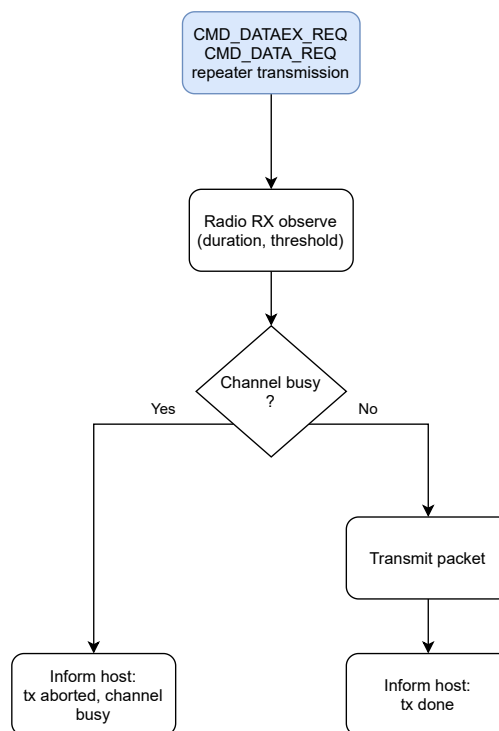 CMD_DATAEX_REQ
CMD_DATA_REQ
repeater transmission
Radio RX observe
(duration, threshold)
Channel busy
?
Yes
No
Transmit packet
Inform host:
tx aborted, channel
busy
Inform host:
tx done